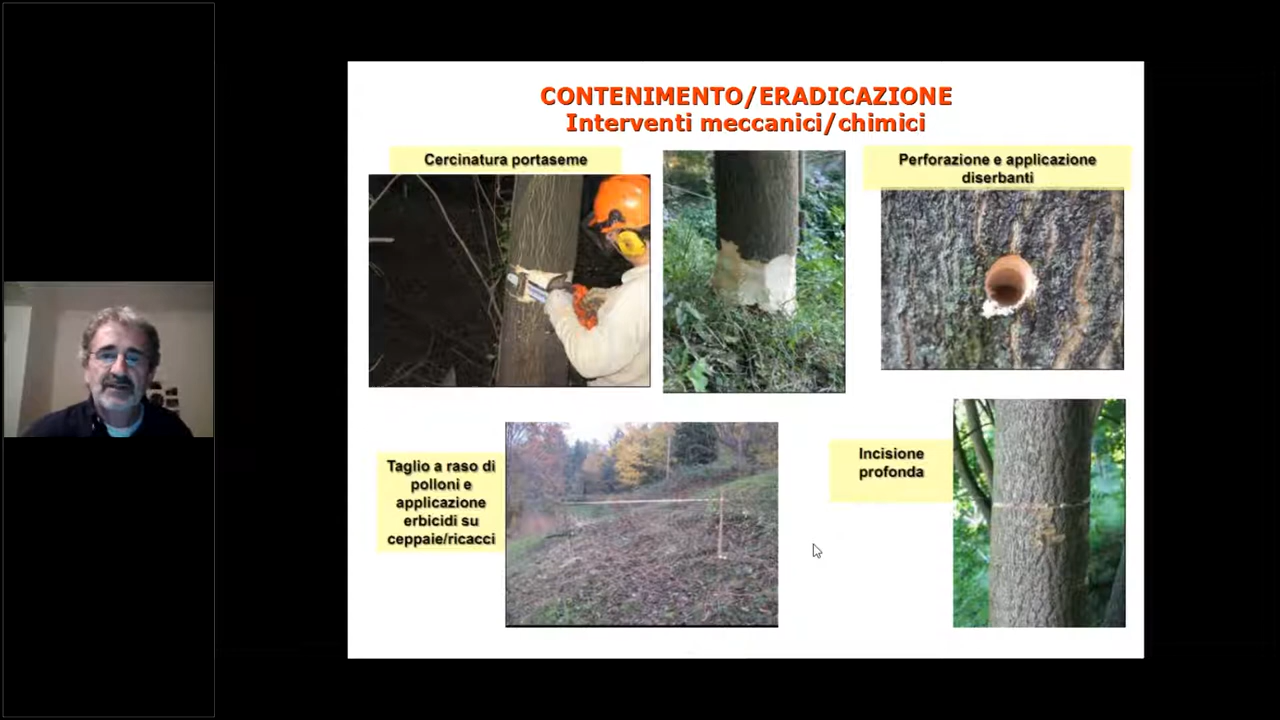 CONTENIMENTO/ERADICAZIONE
Interventi meccanici/chimici
Cercinatura portaseme
Perforazione e applicazione
diserbanti
Taglio a raso di
polloni e
applicazione
erbicidi su
ceppaie/ricacci
Incisione
profonda